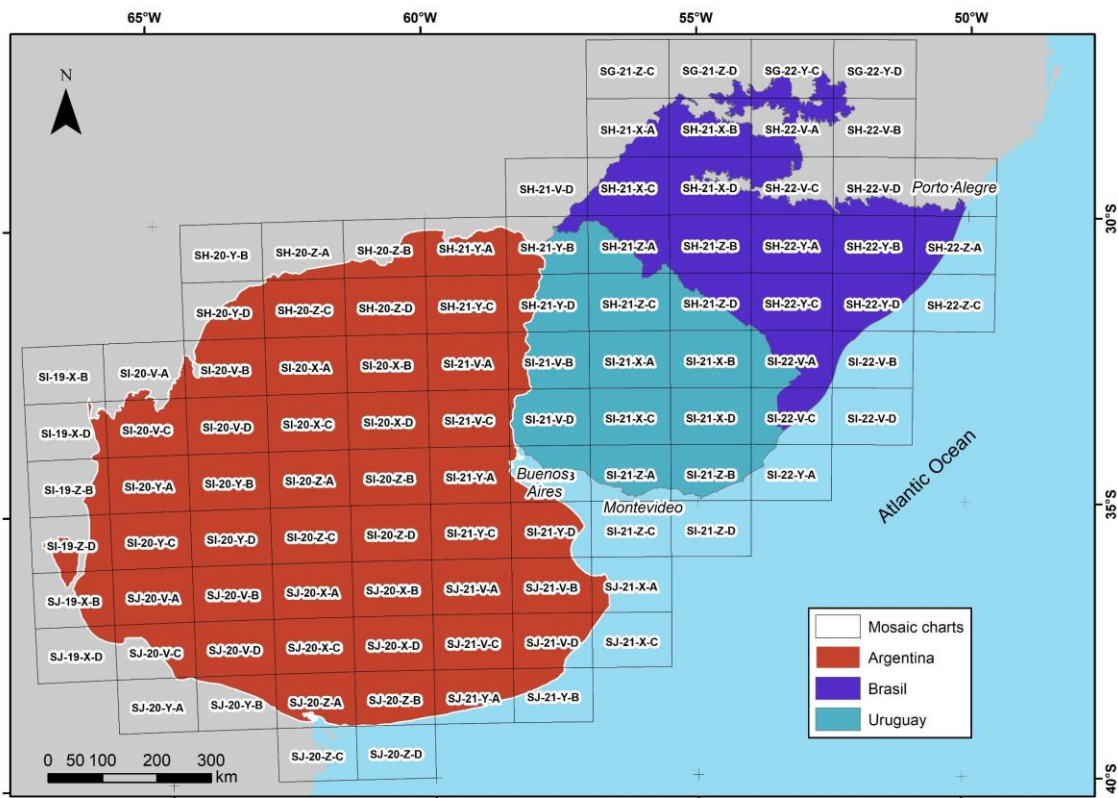 65°W 60°W 55°W 50°W
N
SG-21-Z-C SG-21-Z-D SG-22-Y-C SG-22-Y-D
SH-21-X-A SH-21-X-B SH-22-V-A SH-22-V-B
SH-21-V-D SH-21-X-C SH-21-X-D SH-22-V-C SH-22-V-D Porto Alegre
30°S
SH-20-Y-B SH-20-Z-A SH-20-Z-B SH-21-Y-A SH-21-Y-B SH-21-Z-A SH-21-Z-B SH-22-Y-A SH-22-Y-B SH-22-Z-A
SH-20-Y-D SH-20-Z-C SH-20-Z-D SH-21-Y-C SH-21-Y-D SH-21-Z-C SH-21-Z-D SH-22-Y-C SH-22-Y-D SH-22-Z-C
SI-19-X-B SI-20-V-A SI-20-V-B SI-20-X-A SI-20-X-B SI-21-V-A SI-21-V-B SI-21-X-A SI-21-X-B SI-22-V-A SI-22-V-B
SI-19-X-D SI-20-V-C SI-20-V-D SI-20-X-C SI-20-X-D SI-21-V-C SI-21-V-D SI-21-X-C SI-21-X-D SI-22-V-C SI-22-V-D
SI-19-Z-B SI-20-Y-A SI-20-Y-B SI-20-Z-A SI-20-Z-B SI-21-Y-A Buenos Aires SI-21-Z-A SI-21-Z-B SI-22-Y-A
Montevideo
Atlantic Ocean
35°S
SI-19-Z-D SI-20-Y-C SI-20-Y-D SI-20-Z-C SI-20-Z-D SI-21-Y-C SI-21-Y-D SI-21-Z-C SI-21-Z-D
SJ-19-X-B SJ-20-V-A SJ-20-V-B SJ-20-X-A SJ-20-X-B SJ-21-V-A SJ-21-V-B SJ-21-X-A
SJ-19-X-D SJ-20-V-C SJ-20-V-D SJ-20-X-C SJ-20-X-D SJ-21-V-C SJ-21-V-D SJ-21-X-C
SJ-20-Y-A SJ-20-Y-B SJ-20-Z-A SJ-20-Z-B SJ-21-Y-A SJ-21-Y-B
SJ-20-Z-C SJ-20-Z-D
Mosaic charts
Argentina
Brasil
Uruguay
0 50 100 200 300
km
40°S